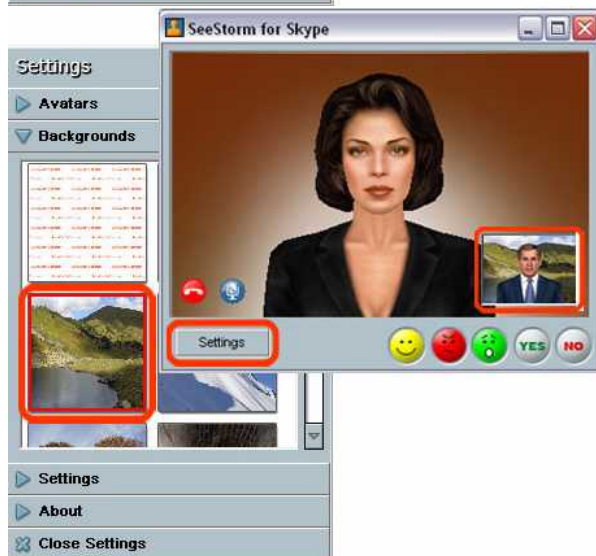 SeeStorm for Skype
Settings
Avatars
Backgrounds
Settings
YES
NO
Settings
About
Close Settings